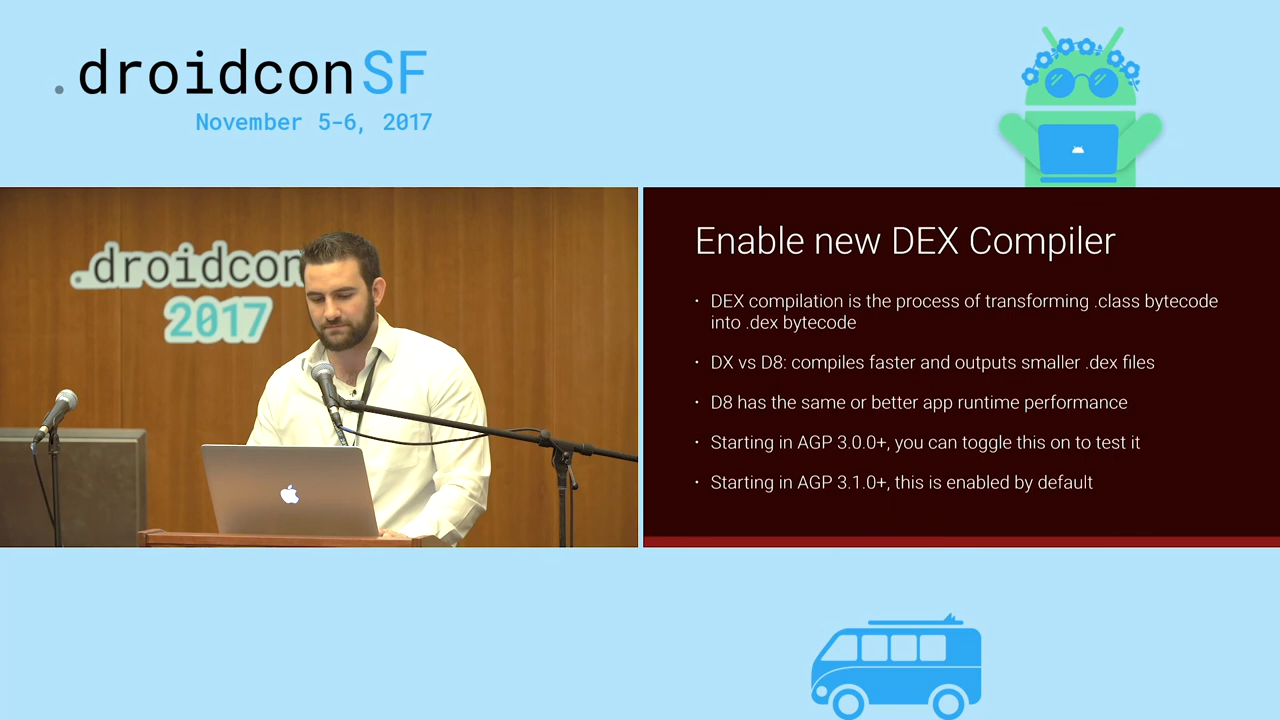 .droidconSF
November 5-6, 2017
.droidcon
2017
Enable new DEX Compiler
• DEX compilation is the process of transforming .class bytecode
into .dex bytecode
• DX vs D8: compiles faster and outputs smaller .dex files
• D8 has the same or better app runtime performance
• Starting in AGP 3.0.0+, you can toggle this on to test it
• Starting in AGP 3.1.0+, this is enabled by default